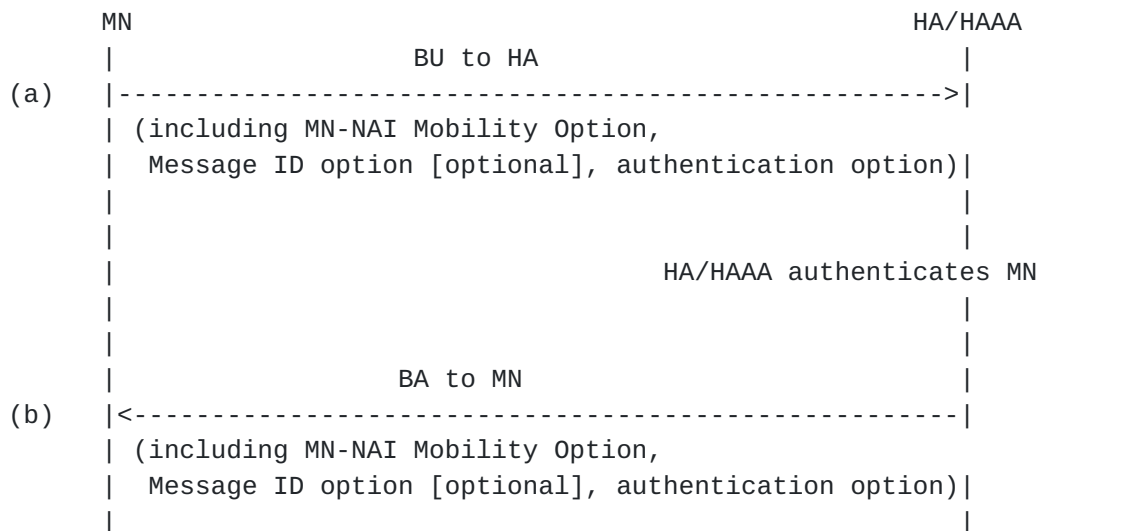 MN                                                    HA/HAAA
|                   BU to HA                           |
(a)    |----------------------------------------------------->|
| (including MN-NAI Mobility Option,
|  Message ID option [optional], authentication option)|
|                                                      |
|                                                      |
|                                   HA/HAAA authenticates MN
|                                                      |
|                                                      |
|                  BA to MN                            |
(b)    |<-----------------------------------------------------|
| (including MN-NAI Mobility Option,
|  Message ID option [optional], authentication option)|
|                                                      |